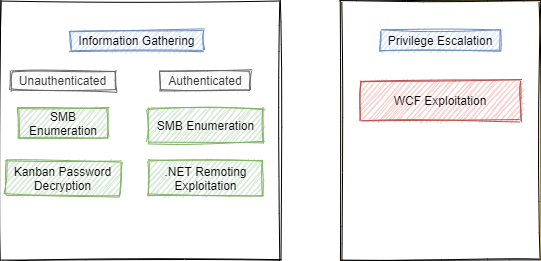 Information Gathering
Unauthenticated
Authenticated
SMB
Enumeration
SMB Enumeration
Kanban Password
Decryption
.NET Remoting
Exploitation
Privilege Escalation
WCF Exploitation